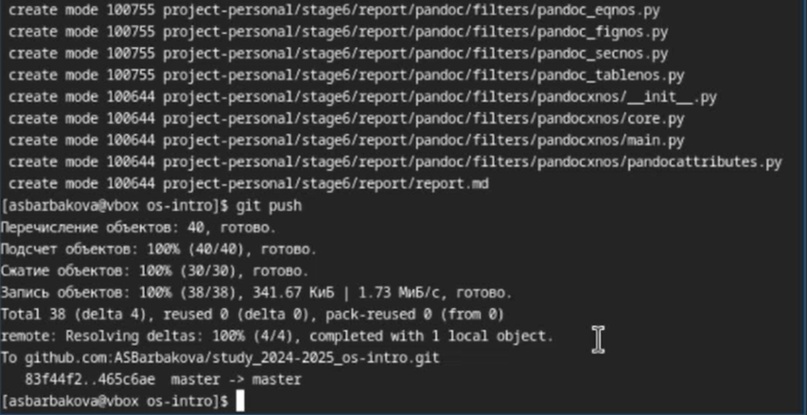 create mode 100755 project-personal/stage6/report/pandoc/filters/pandoc_eqnos.py
create mode 100755 project-personal/stage6/report/pandoc/filters/pandoc_fignos.py
create mode 100755 project-personal/stage6/report/pandoc/filters/pandoc_secnos.py
create mode 100755 project-personal/stage6/report/pandoc/filters/pandoc_tablenos.py
create mode 100644 project-personal/stage6/report/pandoc/filters/pandocxnos/__init__.py
create mode 100644 project-personal/stage6/report/pandoc/filters/pandocxnos/core.py
create mode 100644 project-personal/stage6/report/pandoc/filters/pandocxnos/main.py
create mode 100644 project-personal/stage6/report/pandoc/filters/pandocxnos/pandocattributes.py
create mode 100644 project-personal/stage6/report/report.md
[asbarbakova@vbox os-intro]$ git push
Перечисление объектов: 40, готово.
Подсчет объектов: 100% (40/40), готово.
Сжатие объектов: 100% (30/30), готово.
Запись объектов: 100% (38/38), 341.67 КиБ | 1.73 МиБ/с, готово.
Total 38 (delta 4), reused 0 (delta 0), pack-reused 0 (from 0)
remote: Resolving deltas: 100% (4/4), completed with 1 local object.
To github.com:ASBarbakova/study_2024-2025_os-intro.git
83f44f2..465c6ae master -> master
[asbarbakova@vbox os-intro]$